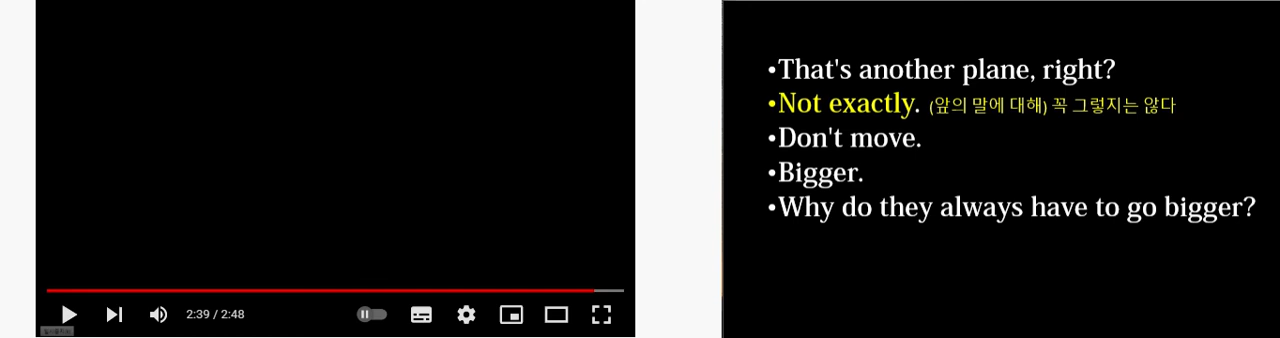 2:39 / 2:48
•That's another plane, right?
•Not exactly. (앞의 말에 대해) 꼭 그렇지는 않다
•Don't move.
•Bigger.
•Why do they always have to go bigger?